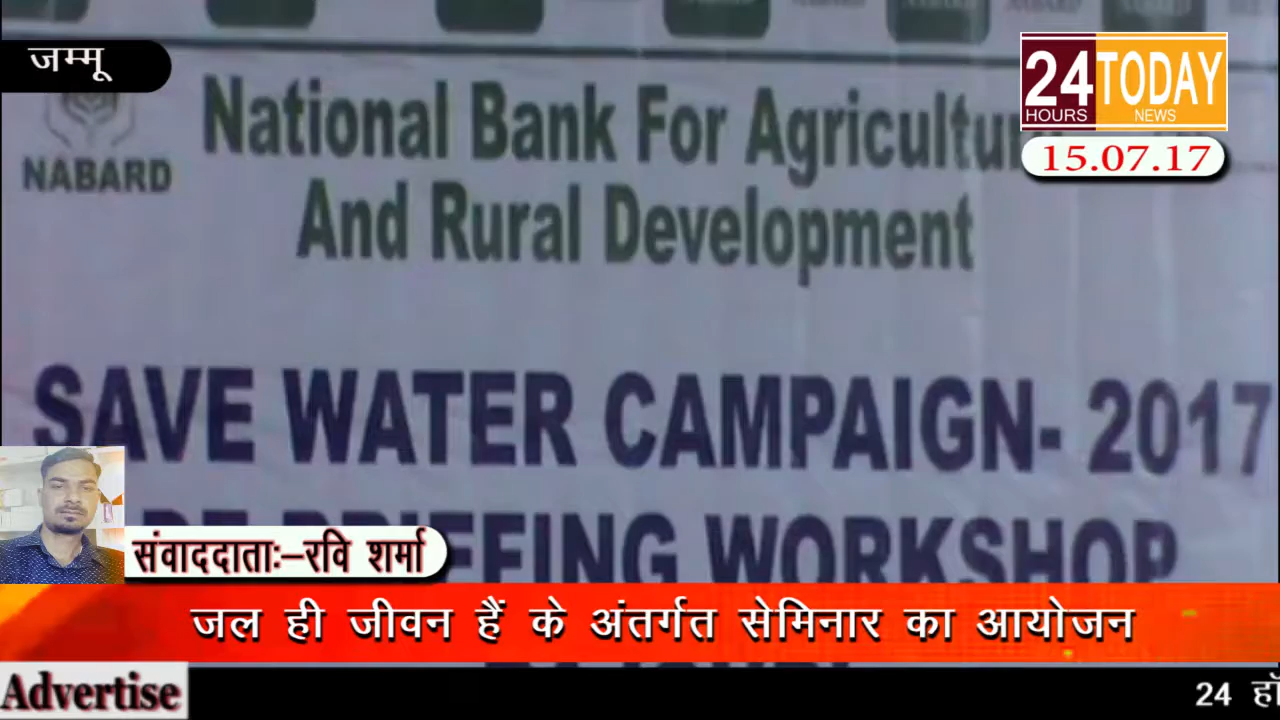 जम्मू
24 TODAY
HOURS NEWS
15.07.17
NABARD
National Bank For Agricultu
And Rural Development
SAVE WATER CAMPAIGN- 2017
BRIEFING WORKSHOP
संवाददाताः–रवि शर्मा
जल ही जीवन हैं के अंतर्गत सेमिनार का आयोजन
Advertise
24 हॉ